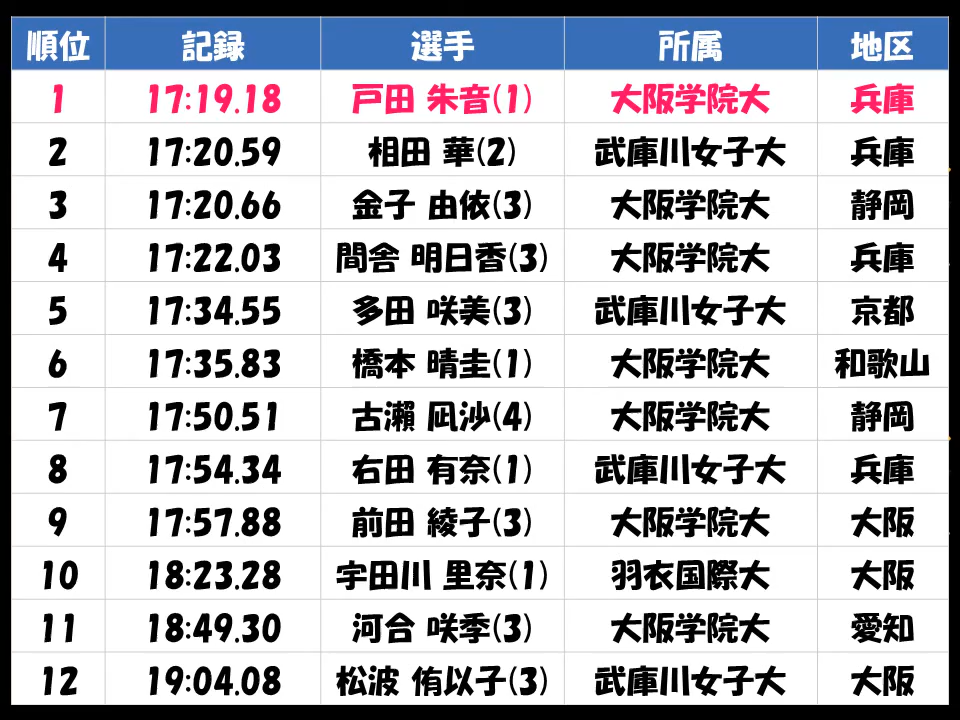 順位 記録 選手 所属 地区
1 17:19.18 戸田 朱音(1) 大阪学院大 兵庫
2 17:20.59 相田 華(2) 武庫川女子大 兵庫
3 17:20.66 金子 由依(3) 大阪学院大 静岡
4 17:22.03 間舎 明日香(3) 大阪学院大 兵庫
5 17:34.55 多田 咲美(3) 武庫川女子大 京都
6 17:35.83 橋本 晴圭(1) 大阪学院大 和歌山
7 17:50.51 古瀬 凪沙(4) 大阪学院大 静岡
8 17:54.34 右田 有奈(1) 武庫川女子大 兵庫
9 17:57.88 前田 綾子(3) 大阪学院大 大阪
10 18:23.28 宇田川 里奈(1) 羽衣国際大 大阪
11 18:49.30 河合 咲季(3) 大阪学院大 愛知
12 19:04.08 松波 侑以子(3) 武庫川女子大 大阪